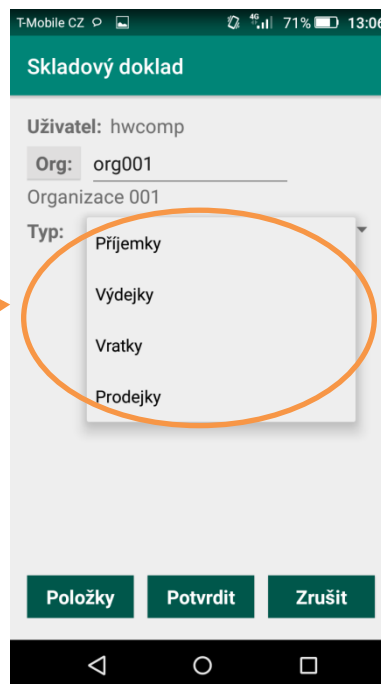 T-Mobile CZ 4G 71% 13:06
Skladový doklad
Uživatel: hwcomp
Org: org001
Organizace 001
Typ:
Příjemky
Výdejky
Vratky
Prodejky
Položky Potvrdit Zrušit